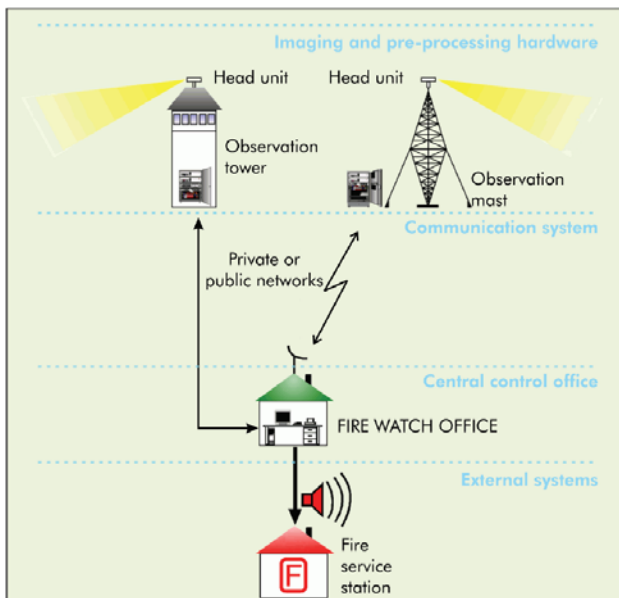 Imaging and pre-processing hardware
Head unit
Head unit
Observation
tower
Observation
mast
Communication system
Private or
public networks
Central control office
FIRE WATCH OFFICE
External systems
Fire
service
station
F